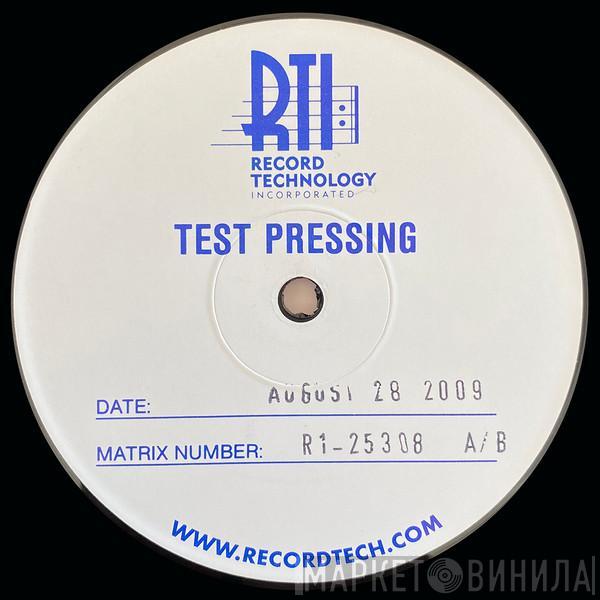 RTI
RECORD
TECHNOLOGY
INCORPORATED
TEST PRESSING
DATE: AUGUST 28 2009
MATRIX NUMBER: R1-25308 A/B
WWW.RECORDTECH.COM
МАРКЕТ ВИНИЛА